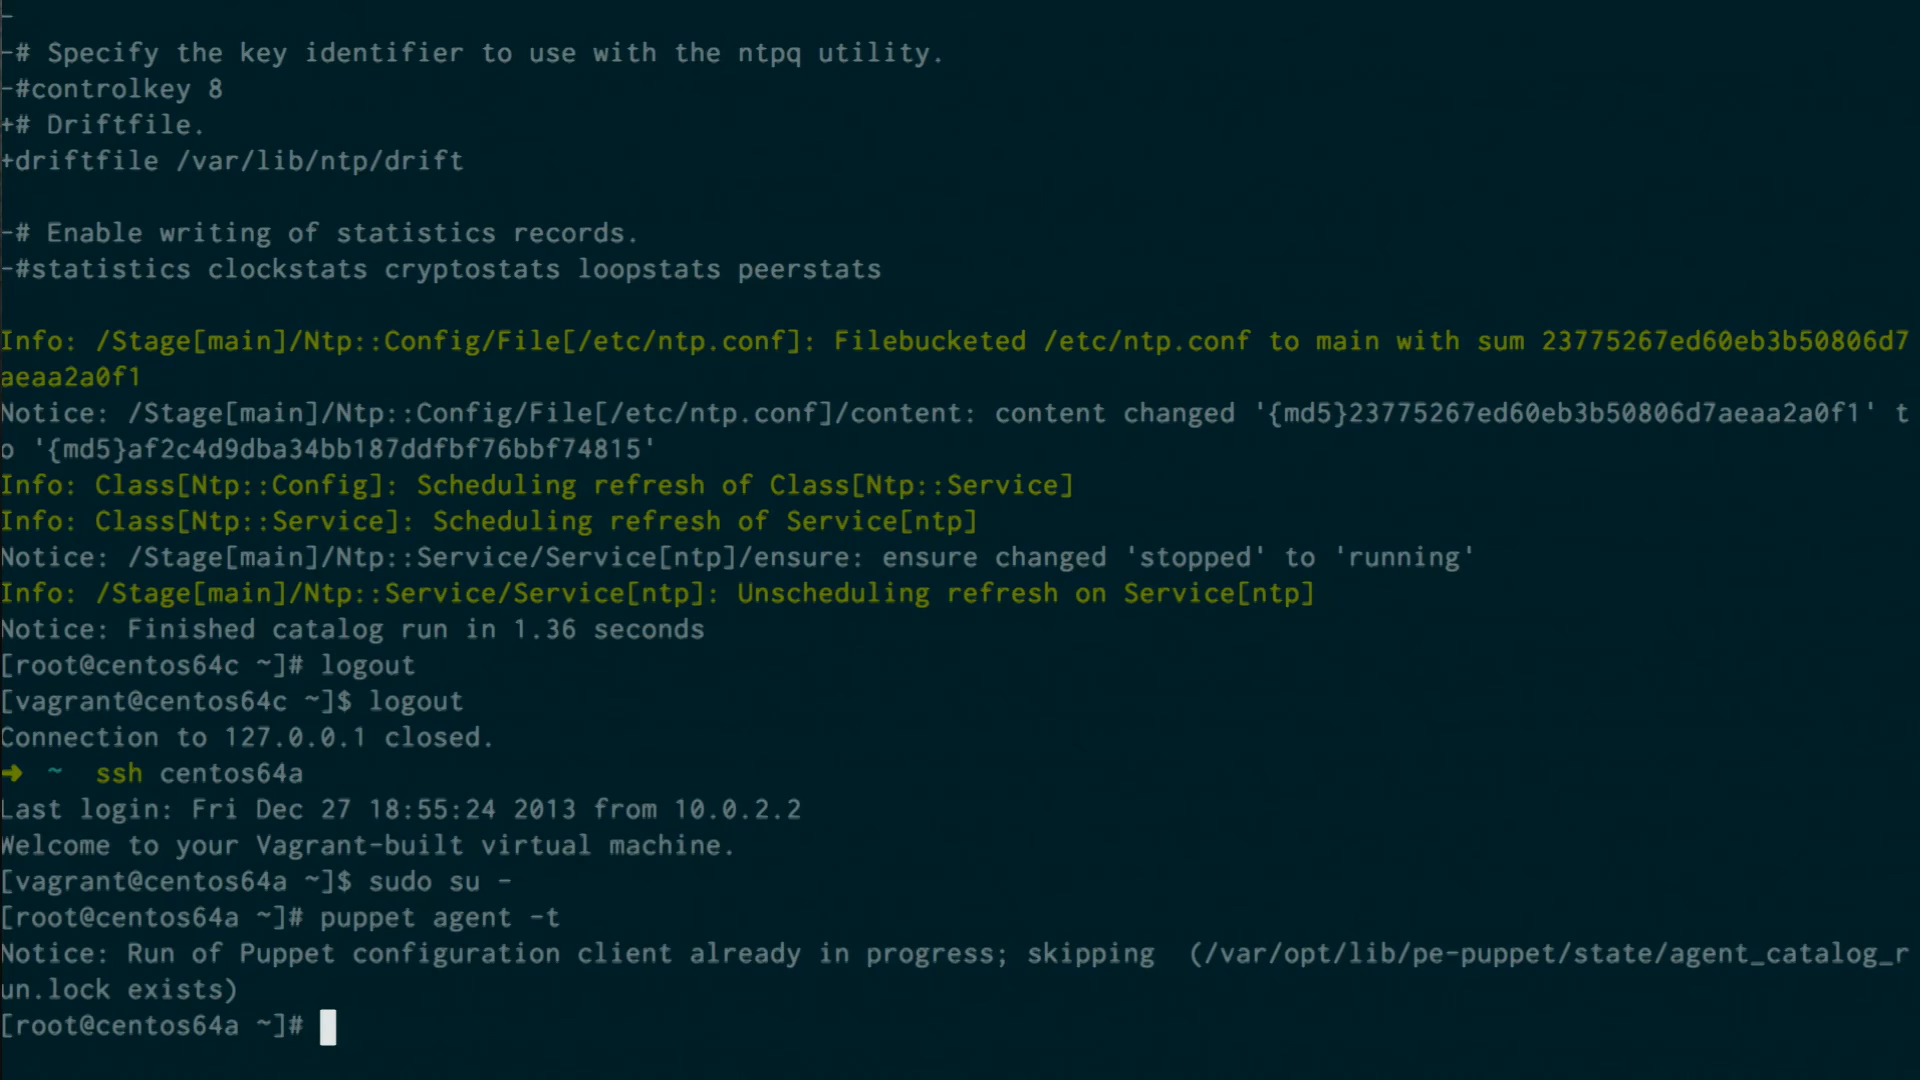 -
-# Specify the key identifier to use with the ntpq utility.
-#controlkey 8
+# Driftfile.
+driftfile /var/lib/ntp/drift
-# Enable writing of statistics records.
-#statistics clockstats cryptostats loopstats peerstats
Info: /Stage[main]/Ntp::Config/File[/etc/ntp.conf]: Filebucketed /etc/ntp.conf to main with sum 23775267ed60eb3b50806d7
aeaa2a0f1
Notice: /Stage[main]/Ntp::Config/File[/etc/ntp.conf]/content: content changed '{md5}23775267ed60eb3b50806d7aeaa2a0f1' t
o '{md5}af2c4d9dba34bb187ddfbf76bbf74815'
Info: Class[Ntp::Config]: Scheduling refresh of Class[Ntp::Service]
Info: Class[Ntp::Service]: Scheduling refresh of Service[ntp]
Notice: /Stage[main]/Ntp::Service/Service[ntp]/ensure: ensure changed 'stopped' to 'running'
Info: /Stage[main]/Ntp::Service/Service[ntp]: Unscheduling refresh on Service[ntp]
Notice: Finished catalog run in 1.36 seconds
[root@centos64c ~]# logout
[vagrant@centos64c ~]$ logout
Connection to 127.0.0.1 closed.
➜ ~ ssh centos64a
Last login: Fri Dec 27 18:55:24 2013 from 10.0.2.2
Welcome to your Vagrant-built virtual machine.
[vagrant@centos64a ~]$ sudo su -
[root@centos64a ~]# puppet agent -t
Notice: Run of Puppet configuration client already in progress; skipping  (/var/opt/lib/pe-puppet/state/agent_catalog_r
un.lock exists)
[root@centos64a ~]#